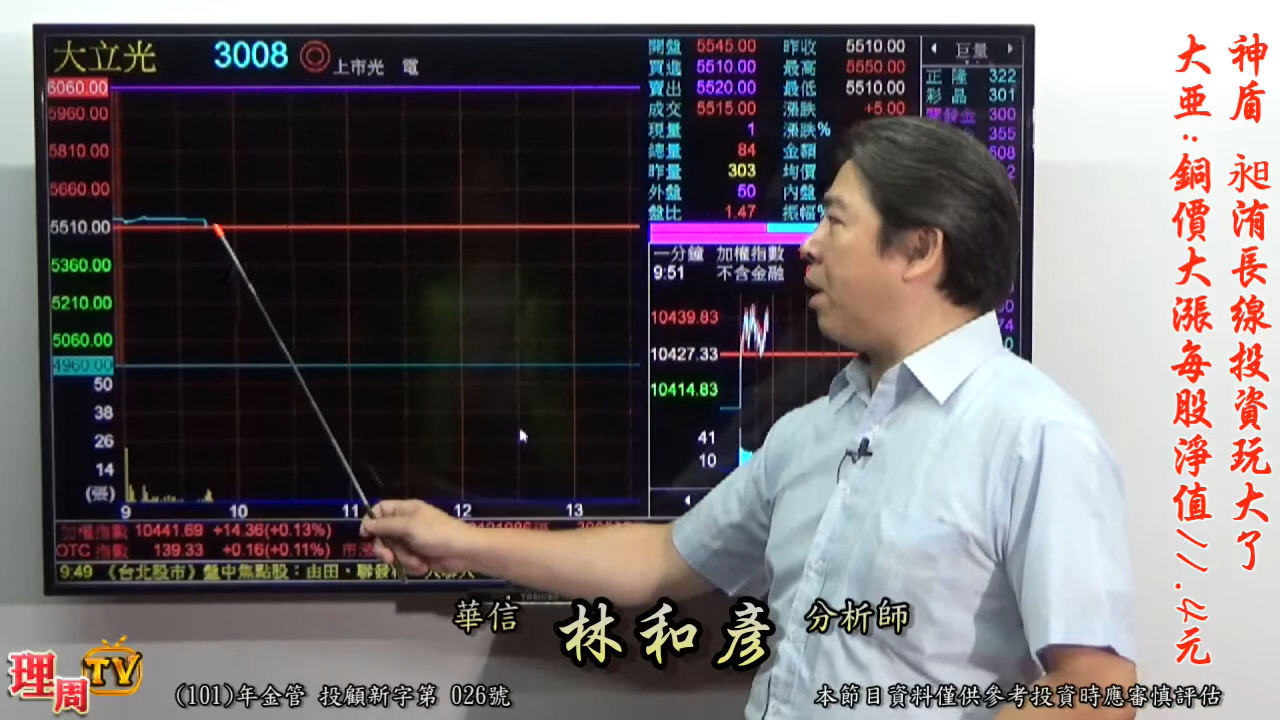 大立光 3008 上市光 電
6060.00
5960.00
5810.00
5660.00
5510.00
5360.00
5210.00
5060.00
4960.00
50
38
26
14
(張)
9 10 11 12 13
開盤 5545.00 昨收 5510.00
買進 5510.00 最高 5550.00
賣出 5520.00 最低 5510.00
成交 5515.00 漲跌 +5.00
現量 1 漲跌%
總量 84 金額
昨量 303 均價
外盤 50 內盤
盤比 1.47 振幅%
巨量
正隆 322
彩晶 301
300
355
508
一分鐘 加權指數
9:51 不含金融
10439.83
10427.33
10414.83
41
10
加權指數 10441.69 +14.36(+0.13%)
OTC 指數 139.33 +0.16(+0.11%)
9:49 《台北股市》盤中焦點股：由田、聯發
神盾 昶洧長線投資玩大了
大亜:銅價大漲每股淨值
華信 林和彥 分析師
理周TV
(101)年金管 投顧新字第 026號
本節目資料僅供參考投資時應審慎評估